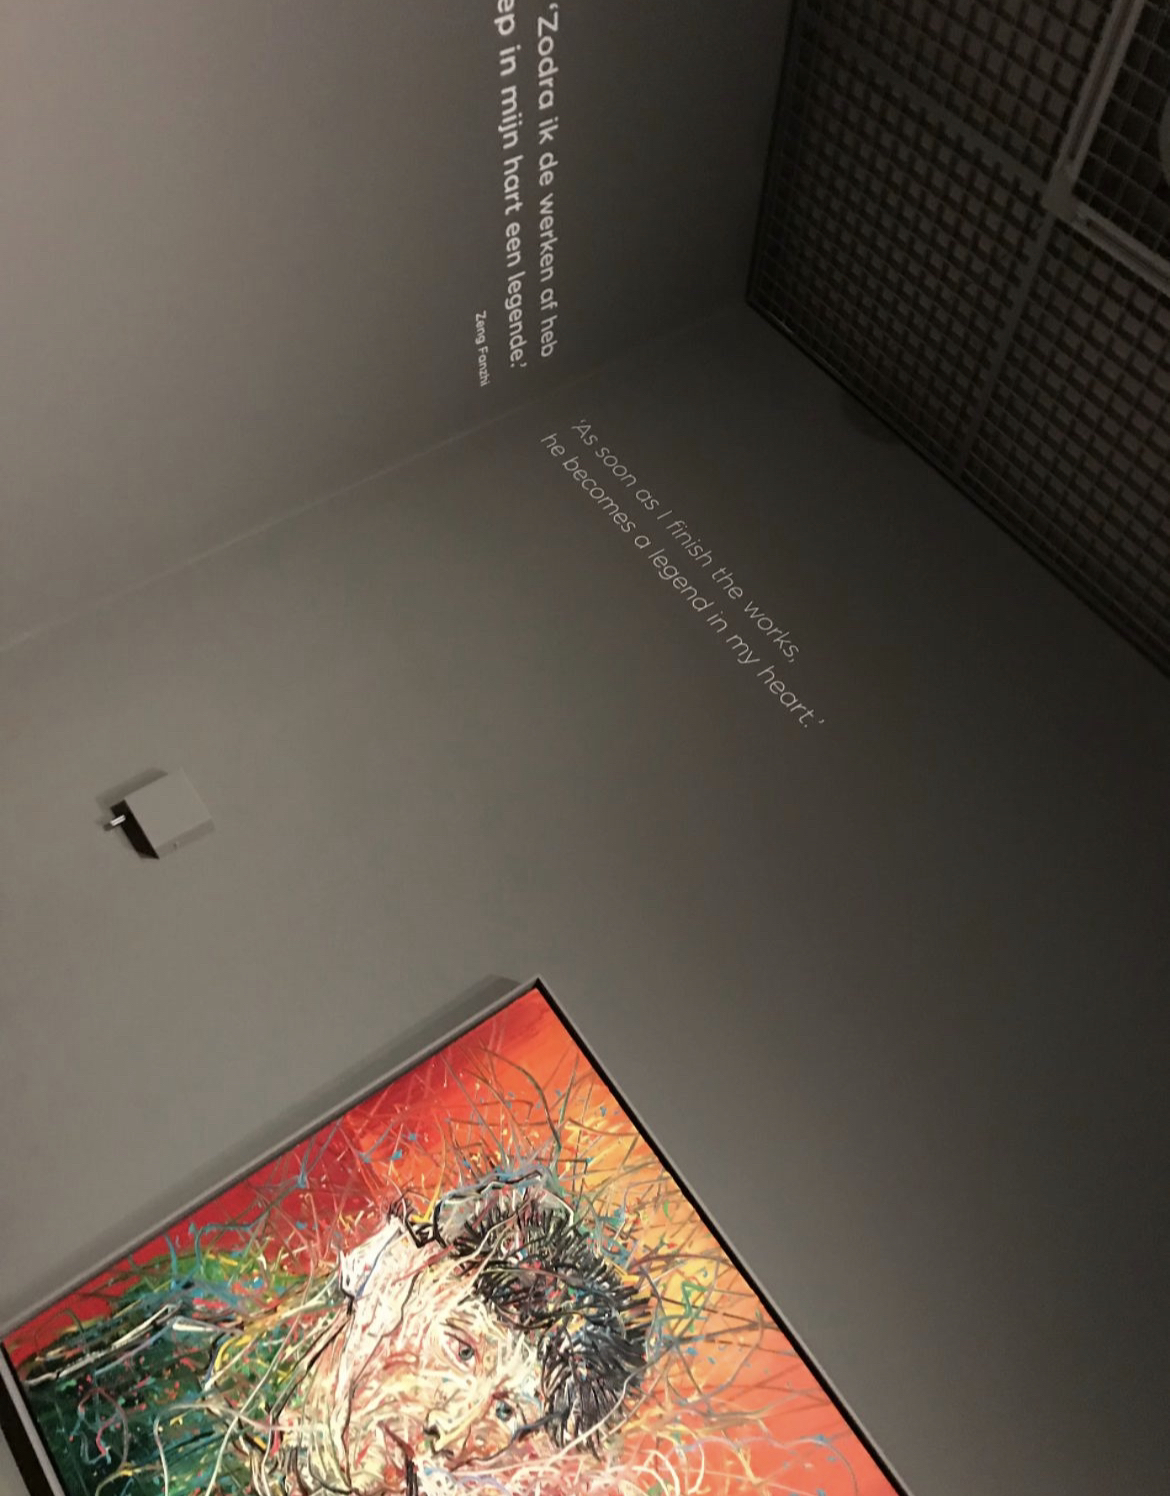 ‘Zodra ik de werken af heb
in mijn hart een legende.’
Zeng Fanzhi
‘As soon as I finish the works,
he becomes a legend in my heart.’